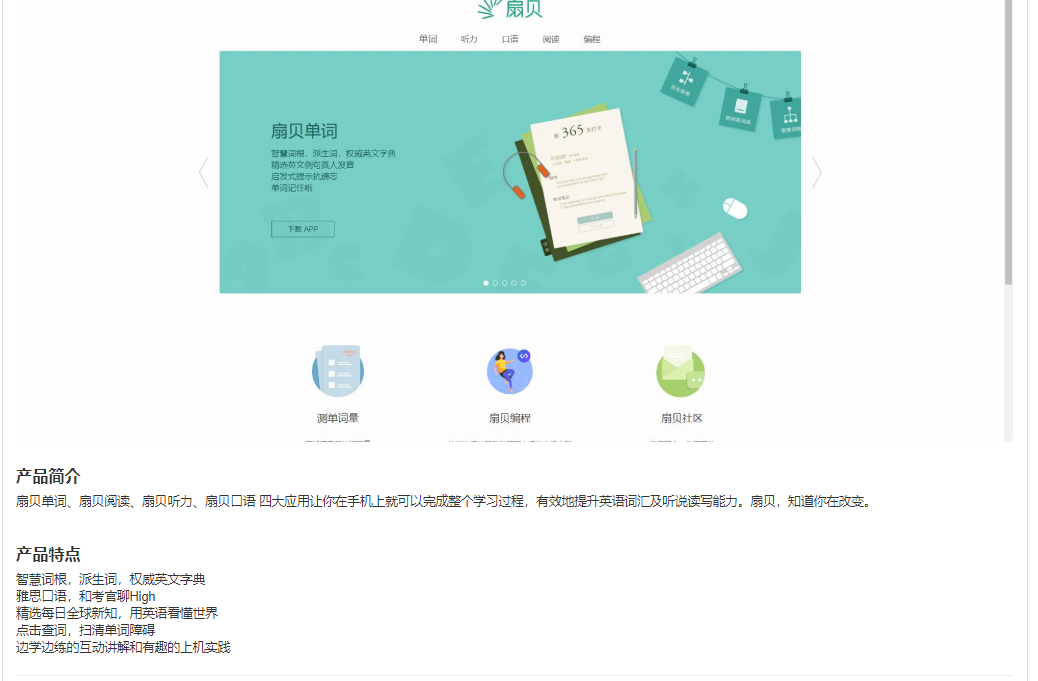 扇贝
单词 听力 口语 阅读 编程
扇贝单词
智慧词根，派生词，权威英文字典
精选英文例句真人发音
启发式提示抗遗忘
单词记住啦
下载 APP
第 365 天打卡
测单词量 扇贝编程 扇贝社区
产品简介
扇贝单词、扇贝阅读、扇贝听力、扇贝口语 四大应用让你在手机上就可以完成整个学习过程，有效地提升英语词汇及听说读写能力。扇贝，知道你在改变。
产品特点
智慧词根，派生词，权威英文字典
雅思口语，和考官聊High
精选每日全球新知，用英语看懂世界
点击查词，扫清单词障碍
边学边练的互动讲解和有趣的上机实践